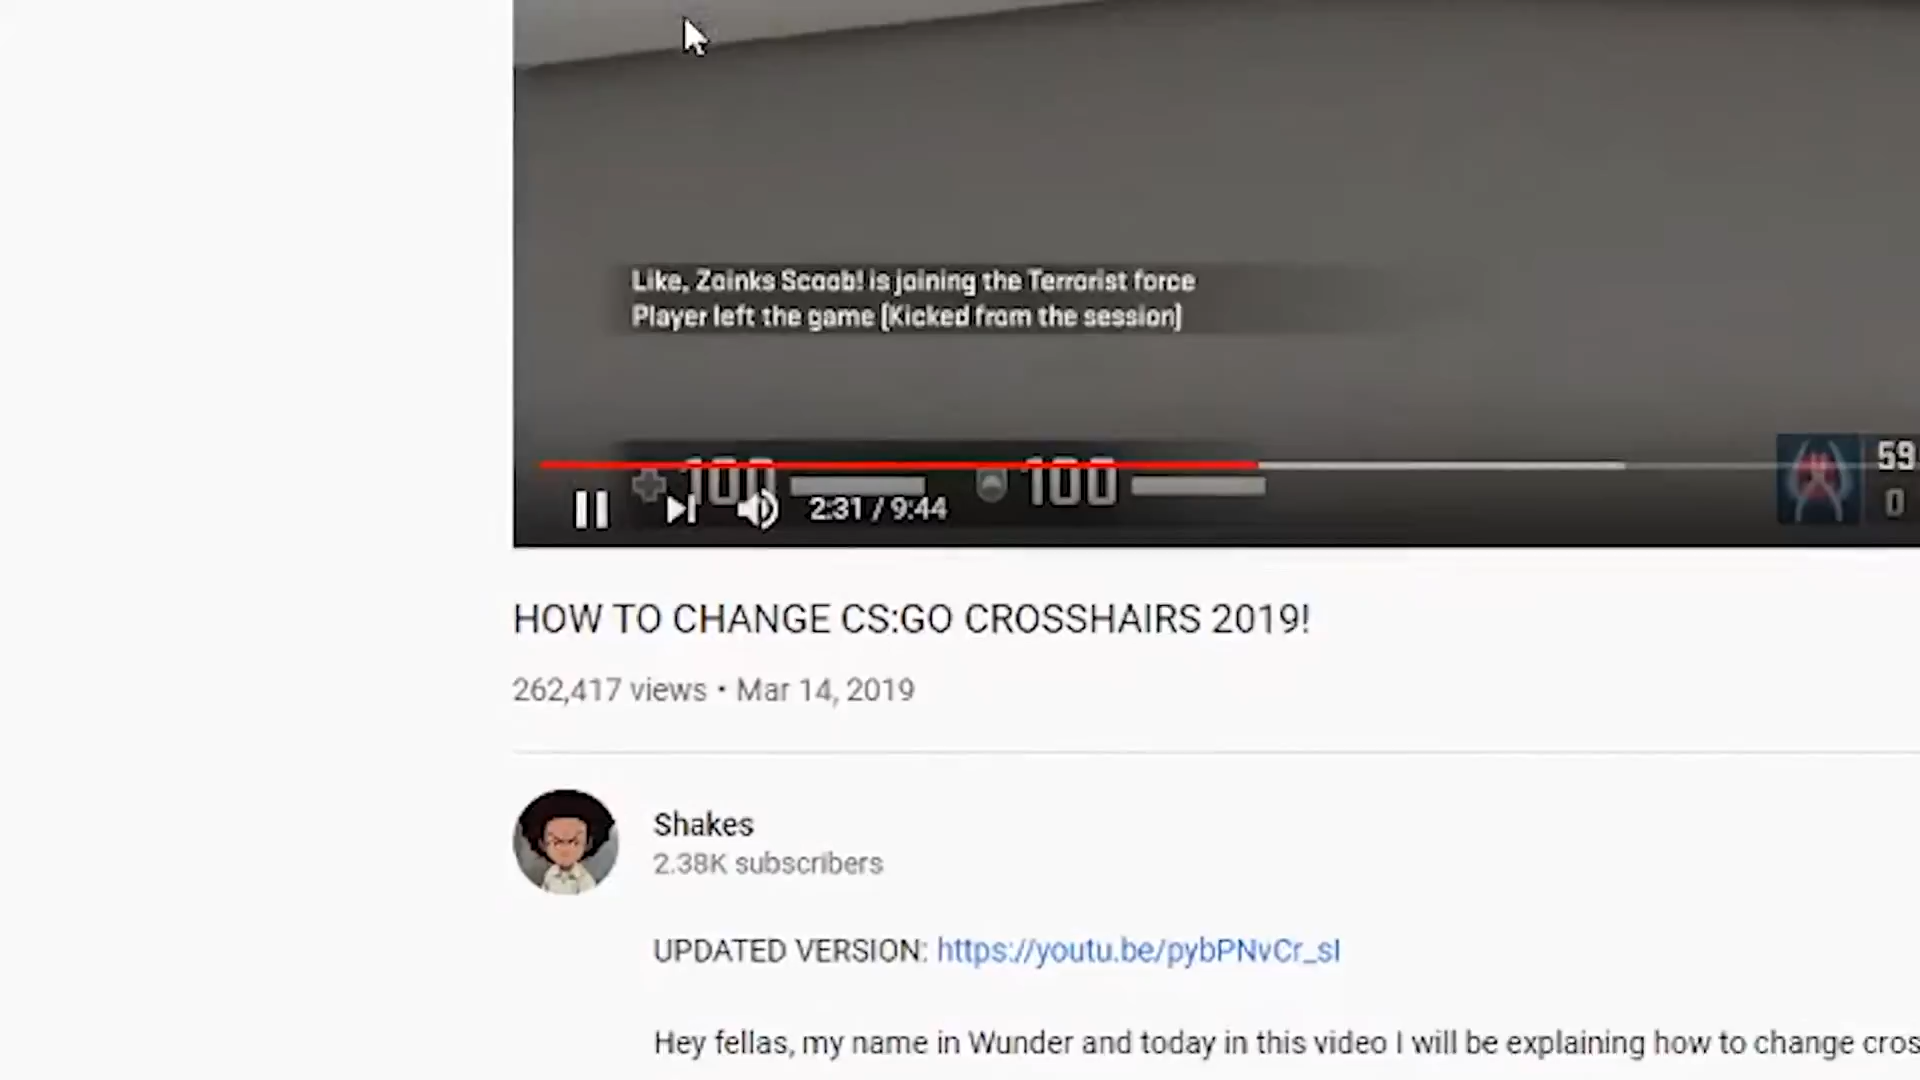 Like, Zoinks Scoob! is joining the Terrorist force
Player left the game [Kicked from the session]
100 100
59
0
2:31 / 9:44
HOW TO CHANGE CS:GO CROSSHAIRS 2019!
262,417 views • Mar 14, 2019
Shakes
2.38K subscribers
UPDATED VERSION: https://youtu.be/pybPNvCr_sI
Hey fellas, my name in Wunder and today in this video I will be explaining how to change cros